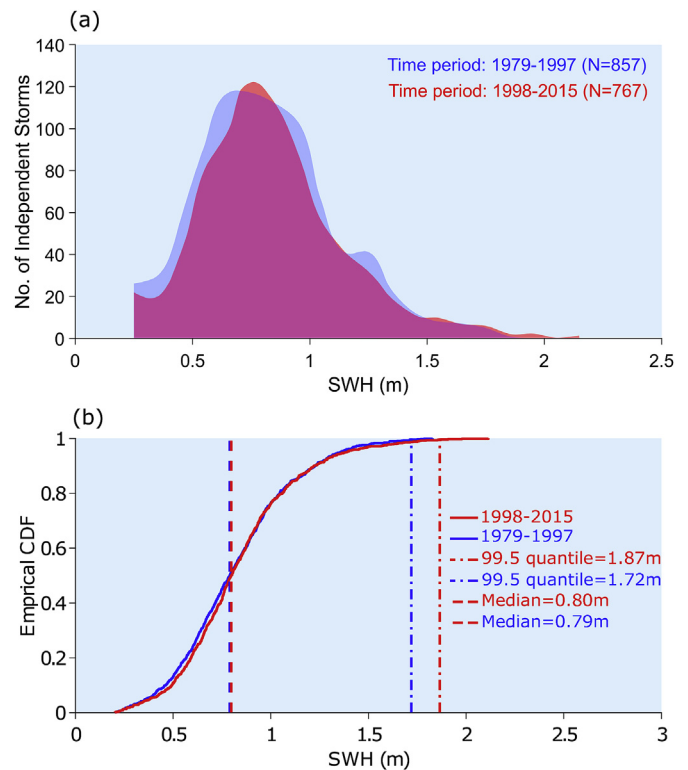 (a)
140
120
100
80
60
40
20
0
No. of Independent Storms
Time period: 1979-1997 (N=857)
Time period: 1998-2015 (N=767)
0 0.5 1 1.5 2 2.5
SWH (m)
(b)
1
0.8
0.6
0.4
0.2
0
Emprical CDF
1998-2015
1979-1997
99.5 quantile=1.87m
99.5 quantile=1.72m
Median=0.80m
Median=0.79m
0.5 1 1.5 2 2.5 3
SWH (m)